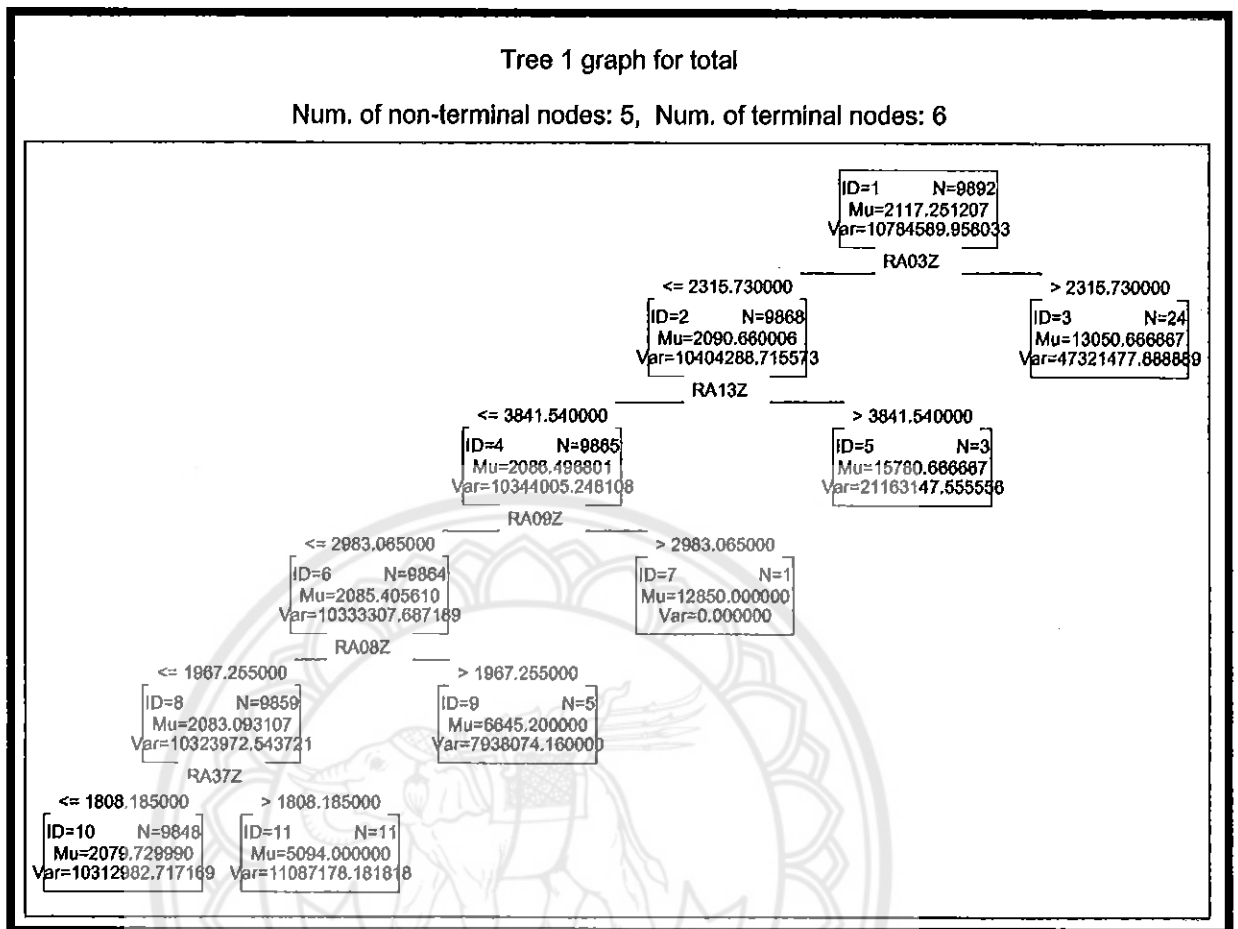 Tree 1 graph for total
Num. of non-terminal nodes: 5, Num. of terminal nodes: 6
ID=1 N=9892
Mu=2117.251207
Var=10784589.958033
RA03Z
<= 2315.730000
> 2315.730000
ID=2 N=9868
Mu=2090.660006
Var=10404288.715573
ID=3 N=24
Mu=13050.666667
Var=47321477.888889
RA13Z
<= 3841.540000
> 3841.540000
ID=4 N=9865
Mu=2086.496801
Var=10344005.248108
ID=5 N=3
Mu=15780.666667
Var=21163147.555556
RA09Z
<= 2983.065000
> 2983.065000
ID=6 N=9864
Mu=2085.405610
Var=10333307.687189
ID=7 N=1
Mu=12850.000000
Var=0.000000
RA08Z
<= 1967.255000
> 1967.255000
ID=8 N=9859
Mu=2083.093107
Var=10323972.543721
ID=9 N=5
Mu=6645.200000
Var=7938074.160000
RA37Z
<= 1808.185000
> 1808.185000
ID=10 N=9848
Mu=2079.729990
Var=10312982.717169
ID=11 N=11
Mu=5094.000000
Var=11087178.181818